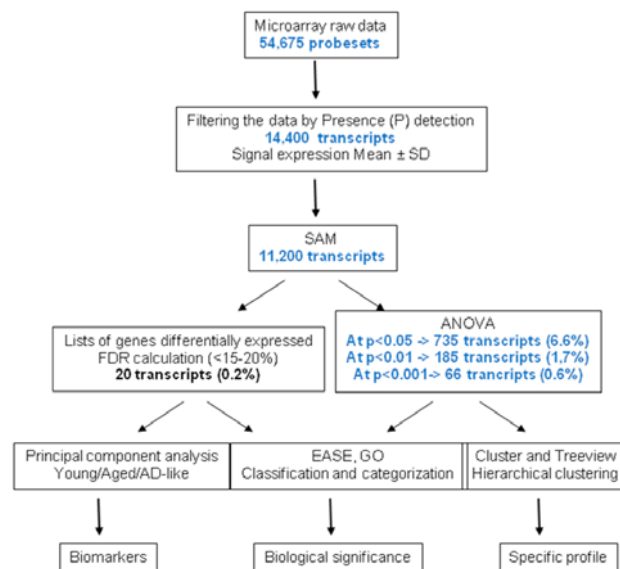 Microarray raw data
54,675 probesets
Filtering the data by Presence (P) detection
14,400 transcripts
Signal expression Mean ± SD
SAM
11,200 transcripts
Lists of genes differentially expressed
FDR calculation (<15-20%)
20 transcripts (0.2%)
ANOVA
At p<0.05 -> 735 transcripts (6.6%)
At p<0.01 -> 185 transcripts (1.7%)
At p<0.001-> 66 trancripts (0.6%)
Principal component analysis
Young/Aged/AD-like
EASE, GO
Classification and categorization
Cluster and Treeview
Hierarchical clustering
Biomarkers
Biological significance
Specific profile